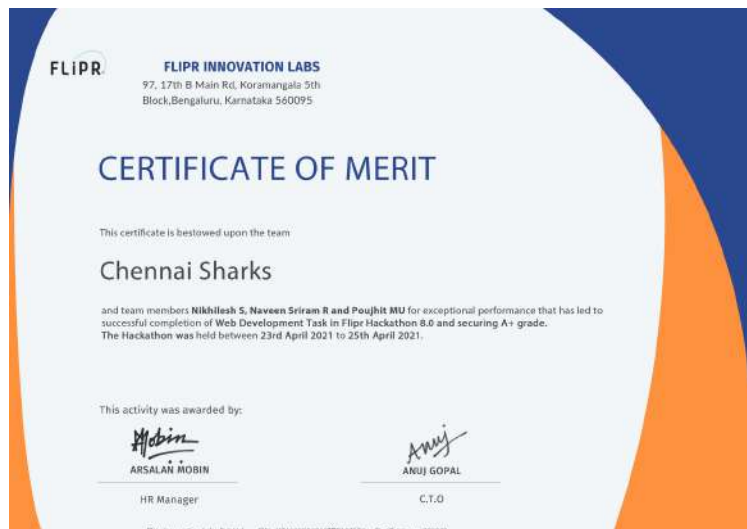 FLiPR
FLIPR INNOVATION LABS
97, 17th B Main Rd, Koramangala 5th
Block,Bengaluru, Karnataka 560095
CERTIFICATE OF MERIT
This certificate is bestowed upon the team
Chennai Sharks
and team members Nikhilesh S, Naveen Sriram R and Poujhit MU for exceptional performance that has led to
successful completion of Web Development Task in Flipr Hackathon 8.0 and securing A+ grade.
The Hackathon was held between 23rd April 2021 to 25th April 2021.
This activity was awarded by:
Mobin Anuj
ARSALAN MOBIN ANUJ GOPAL
HR Manager C.T.O